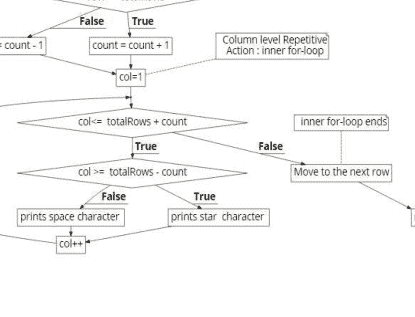 False
True
= count - 1
count = count + 1
Column level Repetitive
Action : inner for-loop
col=1
col<= totalRows + count
inner for-loop ends
True
False
col >= totalRows - count
Move to the next row
False
True
prints space character
prints star character
col++